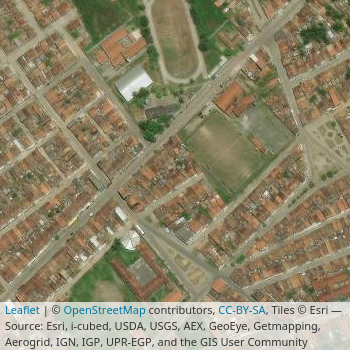 Leaflet | © OpenStreetMap contributors, CC-BY-SA, Tiles © Esri —
Source: Esri, i-cubed, USDA, USGS, AEX, GeoEye, Getmapping,
Aerogrid, IGN, IGP, UPR-EGP, and the GIS User Community